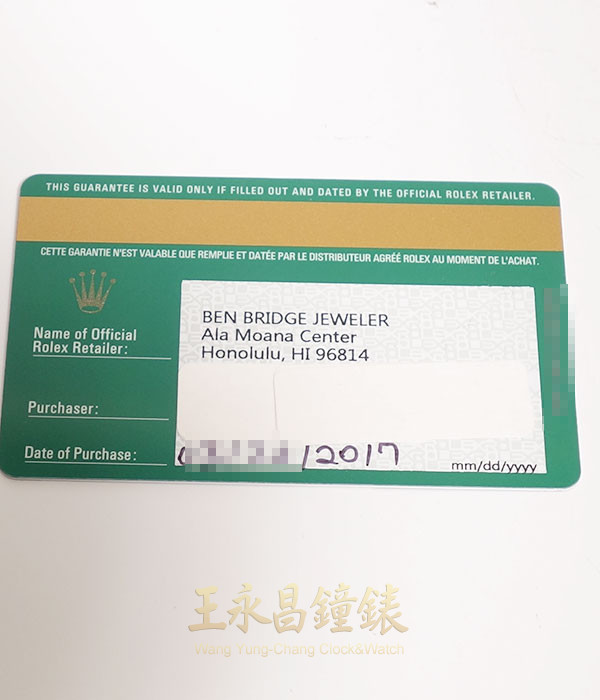 THIS GUARANTEE IS VALID ONLY IF FILLED OUT AND DATED BY THE OFFICIAL ROLEX RETAILER.
CETTE GARANTIE N'EST VALABLE QUE REMPLIE ET DATÉE PAR LE DISTRIBUTEUR AGRÉÉ ROLEX AU MOMENT DE L'ACHAT.
Name of Official
Rolex Retailer:
BEN BRIDGE JEWELER
Ala Moana Center
Honolulu, HI 96814
Purchaser:
Date of Purchase:
/2017
mm/dd/yyyy
王永昌鐘錶
Wang Yung-Chang Clock&Watch